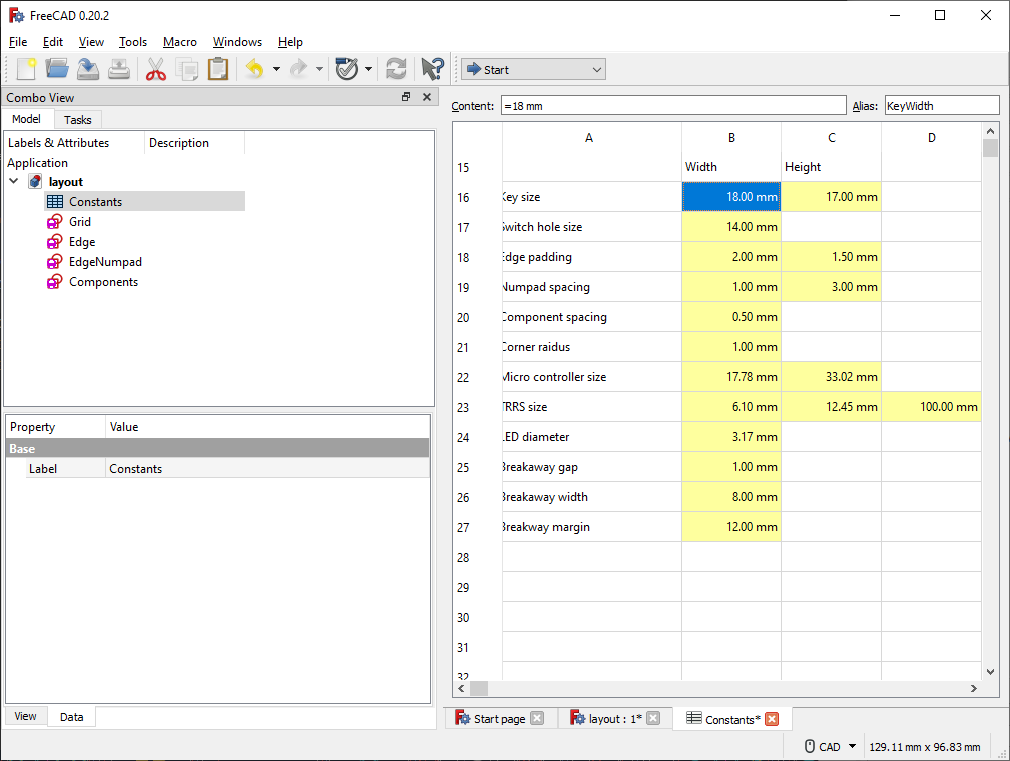 FreeCAD 0.20.2
File Edit View Tools Macro Windows Help
Start
Combo View
Model Tasks
Labels & Attributes Description
Application
layout
Constants
Grid
Edge
EdgeNumpad
Components
Property Value
Base
Label Constants
View Data
Content: =18 mm Alias: KeyWidth
A B C D
15 Width Height
16 Key size 18.00 mm 17.00 mm
17 Switch hole size 14.00 mm
18 Edge padding 2.00 mm 1.50 mm
19 Numpad spacing 1.00 mm 3.00 mm
20 Component spacing 0.50 mm
21 Corner raidus 1.00 mm
22 Micro controller size 17.78 mm 33.02 mm
23 TRRS size 6.10 mm 12.45 mm 100.00 mm
24 LED diameter 3.17 mm
25 Breakaway gap 1.00 mm
26 Breakaway width 8.00 mm
27 Breakway margin 12.00 mm
28
29
30
31
32
Start page layout : 1* Constants*
CAD 129.11 mm x 96.83 mm